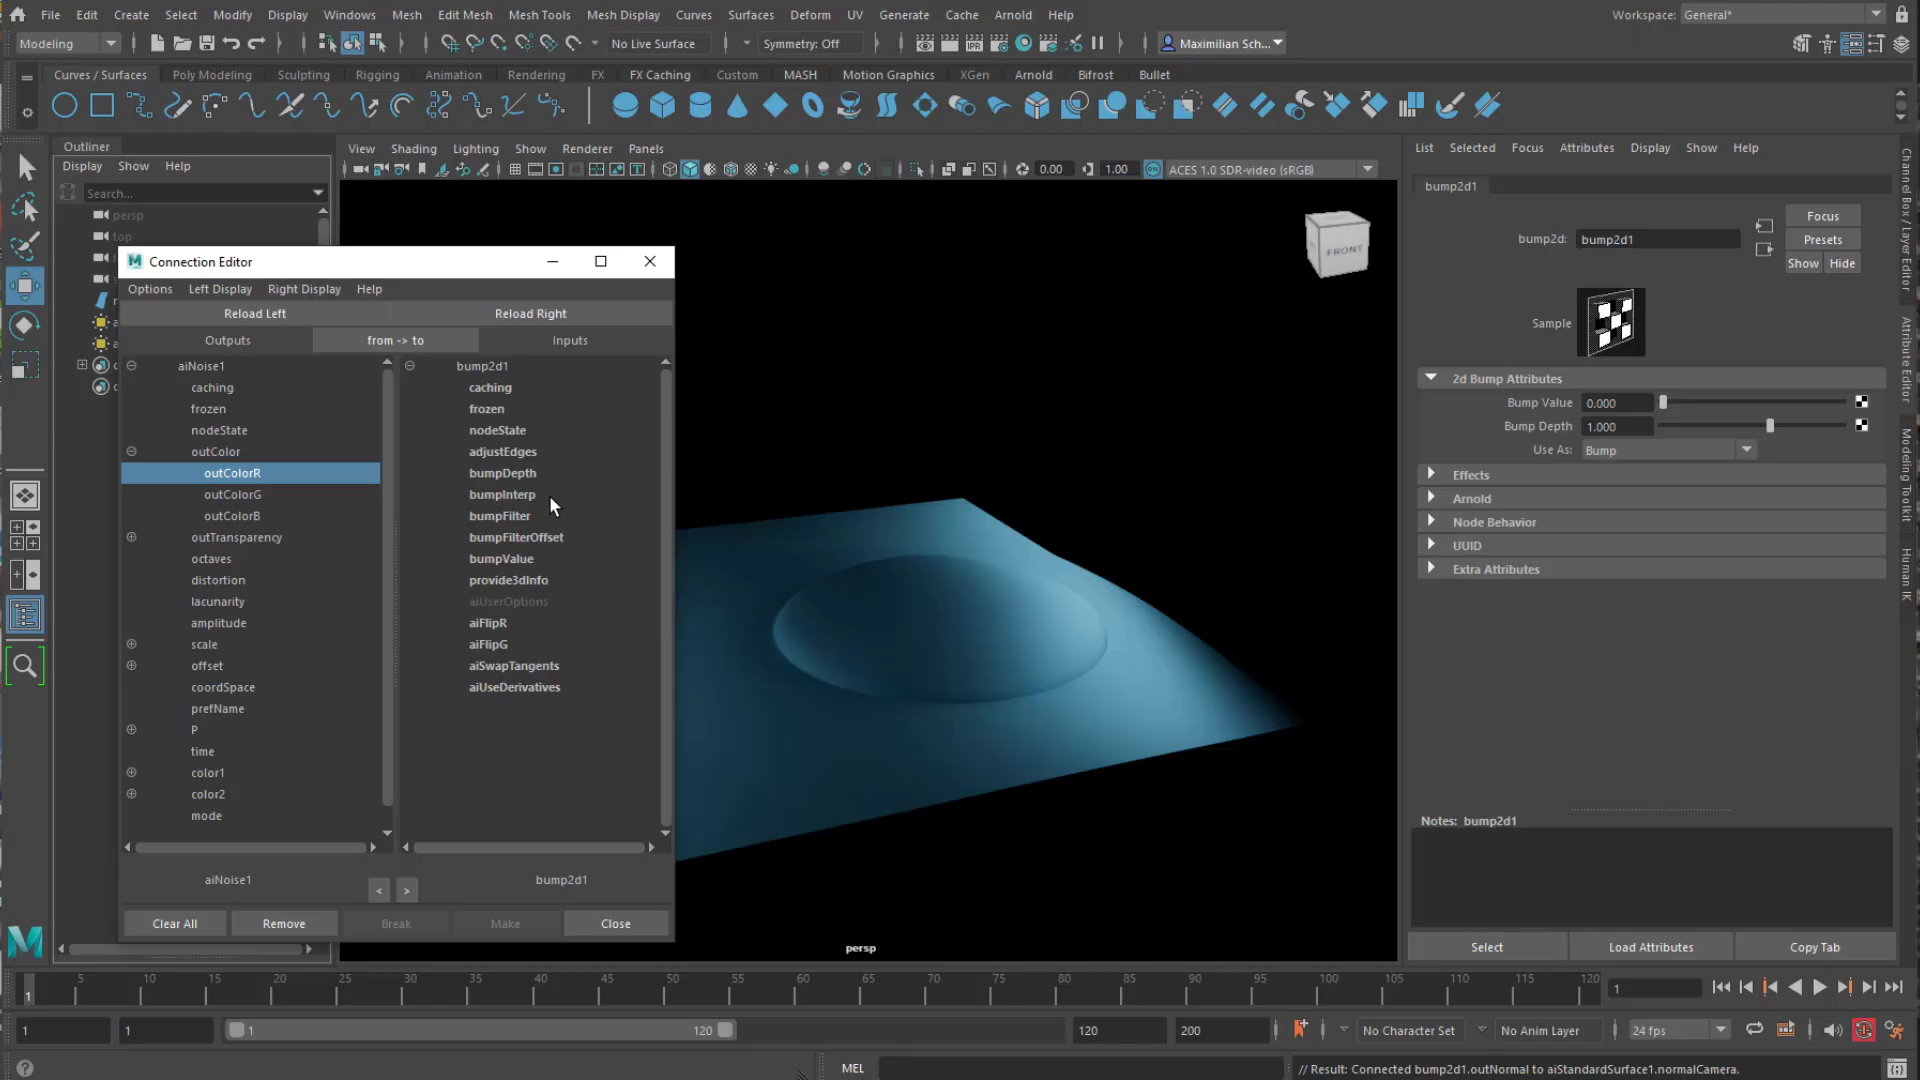 File Edit Create Select Modify Display Windows Mesh Edit Mesh Mesh Tools Mesh Display Curves Surfaces Deform UV Generate Cache Arnold Help
Workspace: General*
Modeling
No Live Surface
Symmetry: Off
Maximilian Sch...
Curves / Surfaces Poly Modeling Sculpting Rigging Animation Rendering FX FX Caching Custom MASH Motion Graphics XGen Arnold Bifrost Bullet
Outliner
Display Show Help
Search...
persp
top
View Shading Lighting Show Renderer Panels
0.00
1.00
ACES 1.0 SDR-video (sRGB)
FRONT
persp
Connection Editor
Options Left Display Right Display Help
Reload Left
Reload Right
Outputs
from -> to
Inputs
aiNoise1
caching
frozen
nodeState
outColor
outColorR
outColorG
outColorB
outTransparency
octaves
distortion
lacunarity
amplitude
scale
offset
coordSpace
prefName
P
time
color1
color2
mode
bump2d1
caching
frozen
nodeState
adjustEdges
bumpDepth
bumpInterp
bumpFilter
bumpFilterOffset
bumpValue
provide3dInfo
aiUserOptions
aiFlipR
aiFlipG
aiSwapTangents
aiUseDerivatives
aiNoise1
< >
bump2d1
Clear All
Remove
Break
Make
Close
List Selected Focus Attributes Display Show Help
bump2d1
bump2d: bump2d1
Focus
Presets
Show Hide
Sample
2d Bump Attributes
Bump Value 0.000
Bump Depth 1.000
Use As: Bump
Effects
Arnold
Node Behavior
UUID
Extra Attributes
Notes: bump2d1
Select
Load Attributes
Copy Tab
Channel Box / Layer Editor
Attribute Editor
Modeling Toolkit
Human IK
5 10 15 20 25 30 35 40 45 50 55 60 65 70 75 80 85 90 95 100 105 110 115 120
1
1
1 1 1 120 120 200
No Character Set
No Anim Layer
24 fps
MEL
// Result: Connected bump2d1.outNormal to aiStandardSurface1.normalCamera.